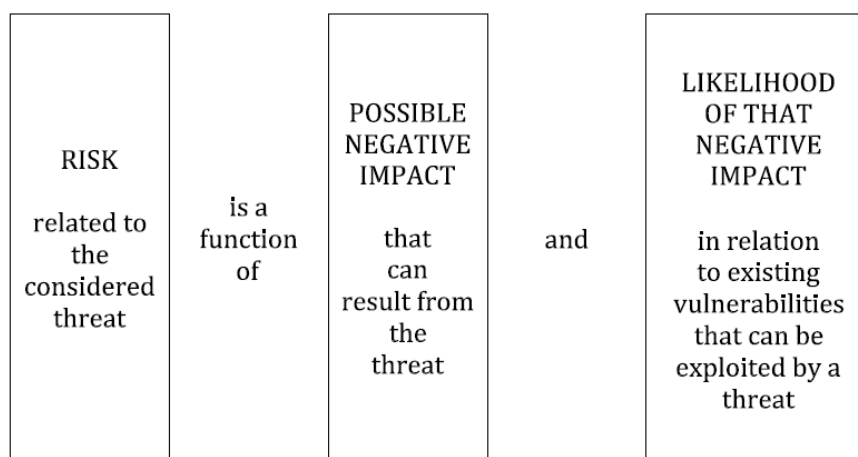 RISK
related to
the
considered
threat
is a
function
of
POSSIBLE
NEGATIVE
IMPACT
that
can
result from
the
threat
and
LIKELIHOOD
OF THAT
NEGATIVE
IMPACT
in relation
to existing
vulnerabilities
that can be
exploited by a
threat